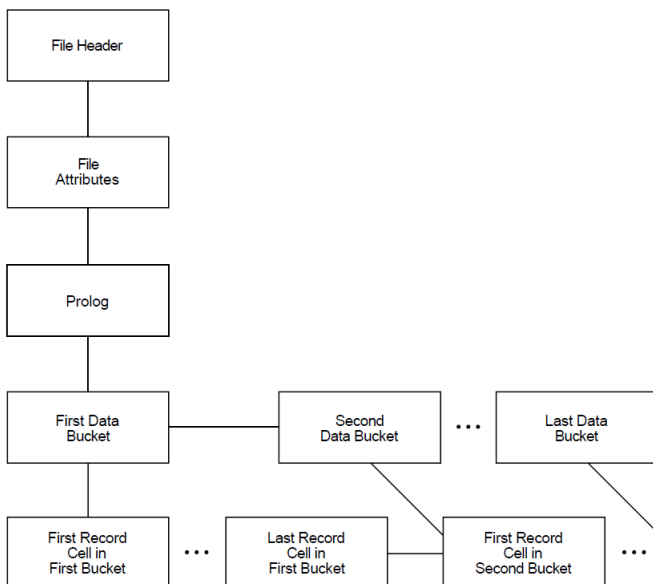 File Header
File
Attributes
Prolog
First Data
Bucket
Second
Data Bucket
•••
Last Data
Bucket
First Record
Cell in
First Bucket
•••
Last Record
Cell in
First Bucket
First Record
Cell in
Second Bucket
•••